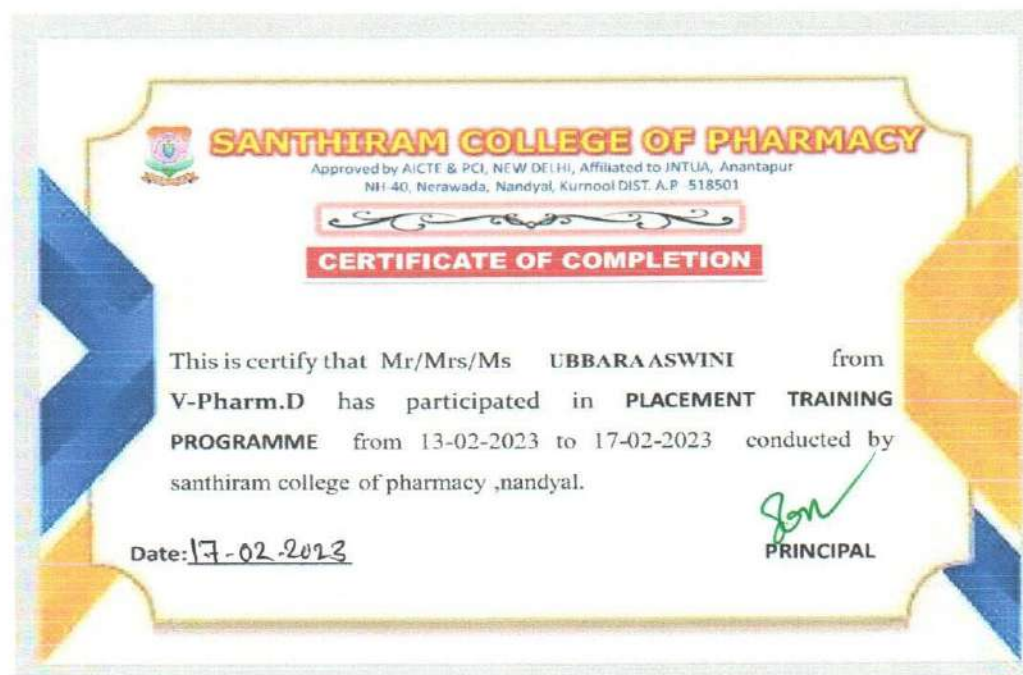 SANTHIRAM COLLEGE OF PHARMACY
Approved by AICTE & PCI, NEW DELHI, Affiliated to JNTUA, Anantapur
NH-40, Nerawada, Nandyal, Kurnool DIST. A.P -518501
CERTIFICATE OF COMPLETION
This is certify that Mr/Mrs/Ms UBBARA ASWINI from
V-Pharm.D has participated in PLACEMENT TRAINING
PROGRAMME from 13-02-2023 to 17-02-2023 conducted by
santhiram college of pharmacy ,nandyal.
Date: 17-02-2023
PRINCIPAL